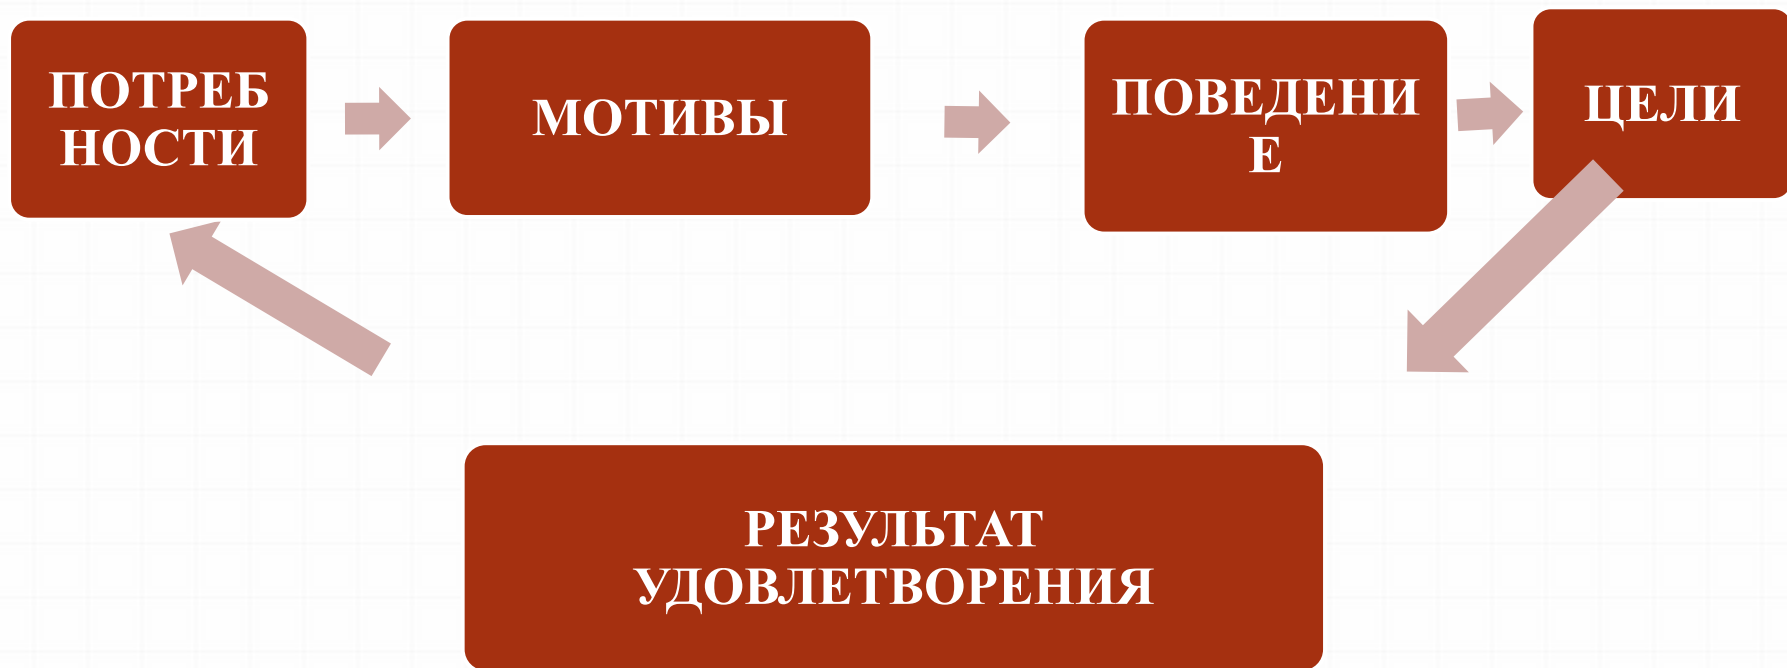 ПОТРЕБ
НОСТИ
МОТИВЫ
ПОВЕДЕНИ
Е
ЦЕЛИ
РЕЗУЛЬТАТ
УДОВЛЕТВОРЕНИЯ